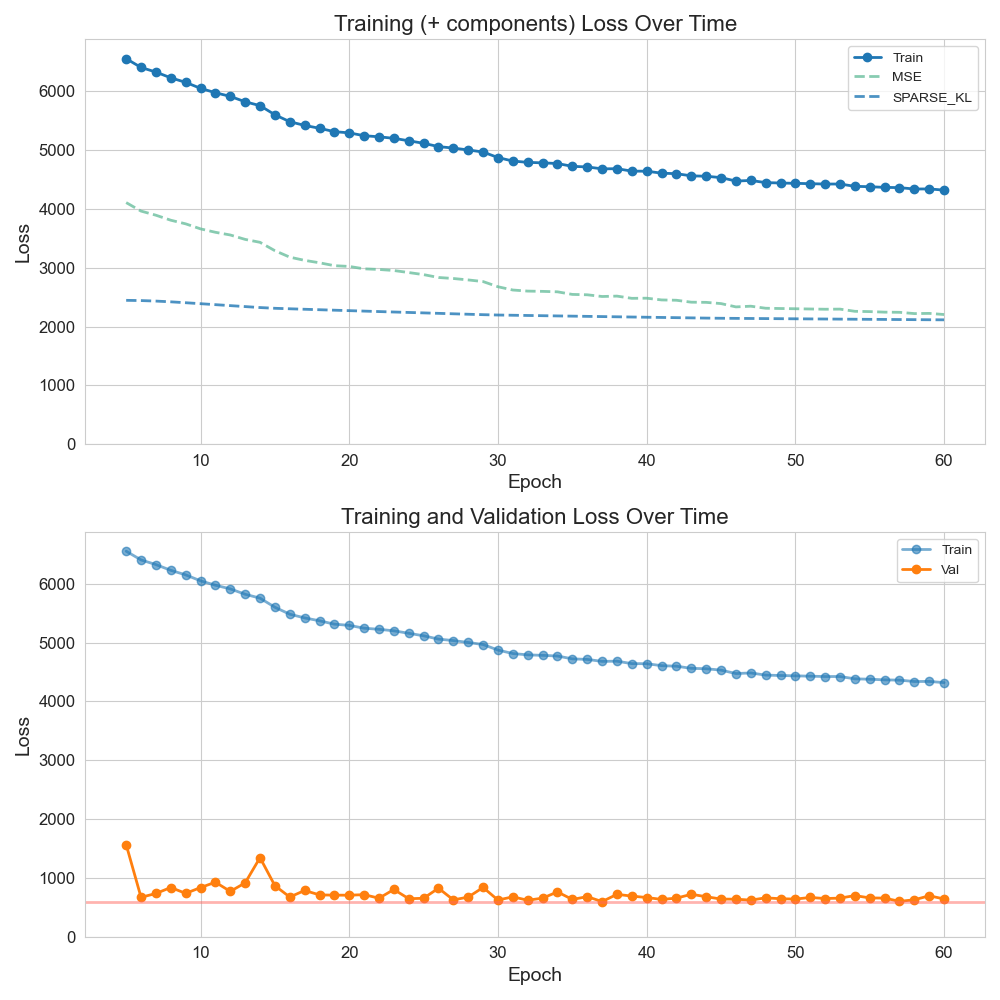 Training (+ components) Loss Over Time
Train
MSE
SPARSE_KL
Loss
6000
5000
4000
3000
2000
1000
0
10 20 30 40 50 60
Epoch
Training and Validation Loss Over Time
Train
Val
Loss
6000
5000
4000
3000
2000
1000
0
10 20 30 40 50 60
Epoch